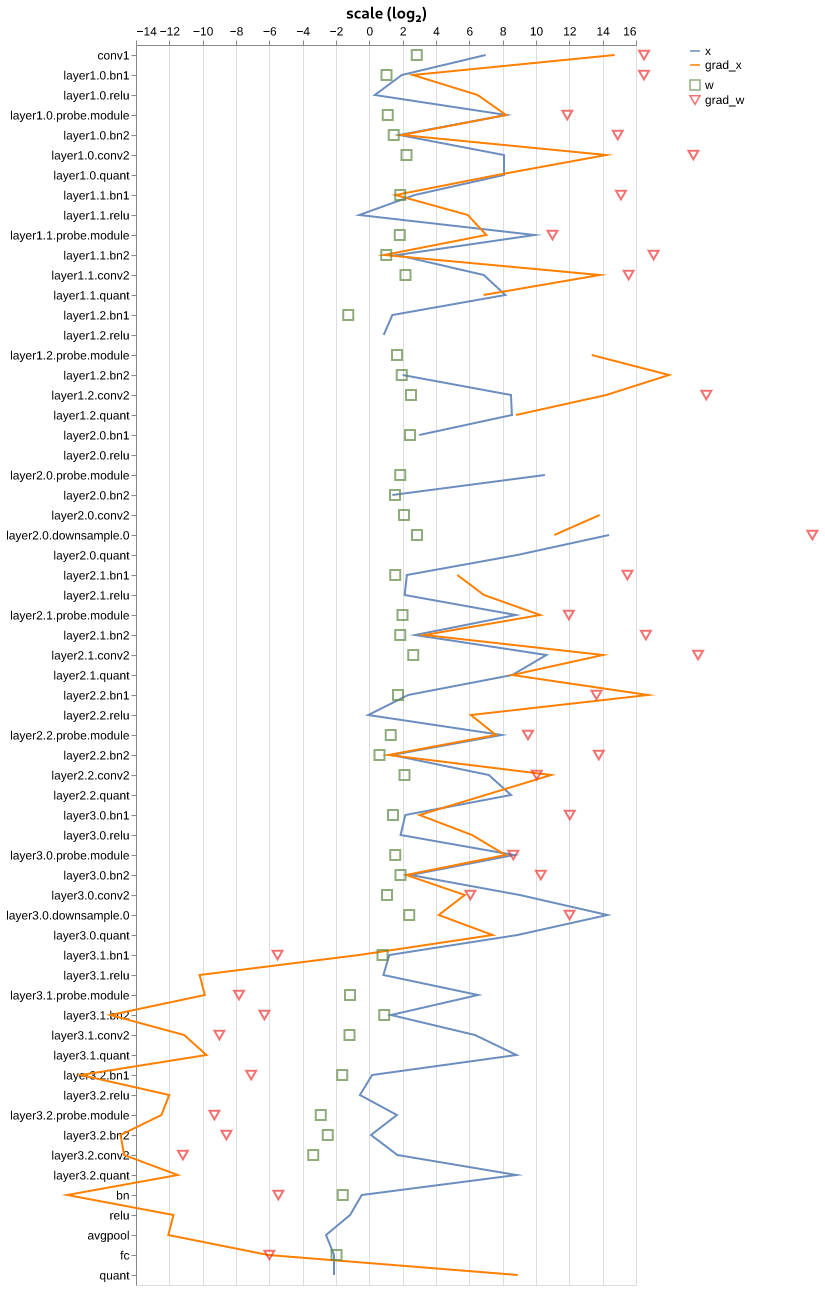 scale (log₂)
−14 −12 −10 −8 −6 −4 −2 0 2 4 6 8 10 12 14 16
x
grad_x
w
grad_w
conv1
layer1.0.bn1
layer1.0.relu
layer1.0.probe.module
layer1.0.bn2
layer1.0.conv2
layer1.0.quant
layer1.1.bn1
layer1.1.relu
layer1.1.probe.module
layer1.1.bn2
layer1.1.conv2
layer1.1.quant
layer1.2.bn1
layer1.2.relu
layer1.2.probe.module
layer1.2.bn2
layer1.2.conv2
layer1.2.quant
layer2.0.bn1
layer2.0.relu
layer2.0.probe.module
layer2.0.bn2
layer2.0.conv2
layer2.0.downsample.0
layer2.0.quant
layer2.1.bn1
layer2.1.relu
layer2.1.probe.module
layer2.1.bn2
layer2.1.conv2
layer2.1.quant
layer2.2.bn1
layer2.2.relu
layer2.2.probe.module
layer2.2.bn2
layer2.2.conv2
layer2.2.quant
layer3.0.bn1
layer3.0.relu
layer3.0.probe.module
layer3.0.bn2
layer3.0.conv2
layer3.0.downsample.0
layer3.0.quant
layer3.1.bn1
layer3.1.relu
layer3.1.probe.module
layer3.1.bn2
layer3.1.conv2
layer3.1.quant
layer3.2.bn1
layer3.2.relu
layer3.2.probe.module
layer3.2.bn2
layer3.2.conv2
layer3.2.quant
bn
relu
avgpool
fc
quant